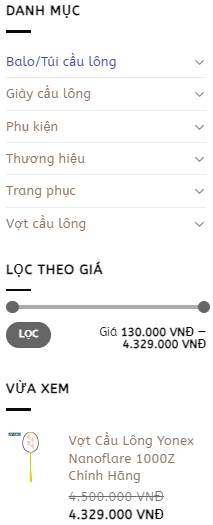 DANH MỤC
Balo/Túi cầu lông
Giày cầu lông
Phụ kiện
Thương hiệu
Trang phục
Vợt cầu lông
LỌC THEO GIÁ
LỌC
Giá 130.000 VNĐ —
4.329.000 VNĐ
VỪA XEM
Vợt Cầu Lông Yonex
Nanoflare 1000Z
Chính Hãng
4.500.000 VNĐ
4.329.000 VNĐ